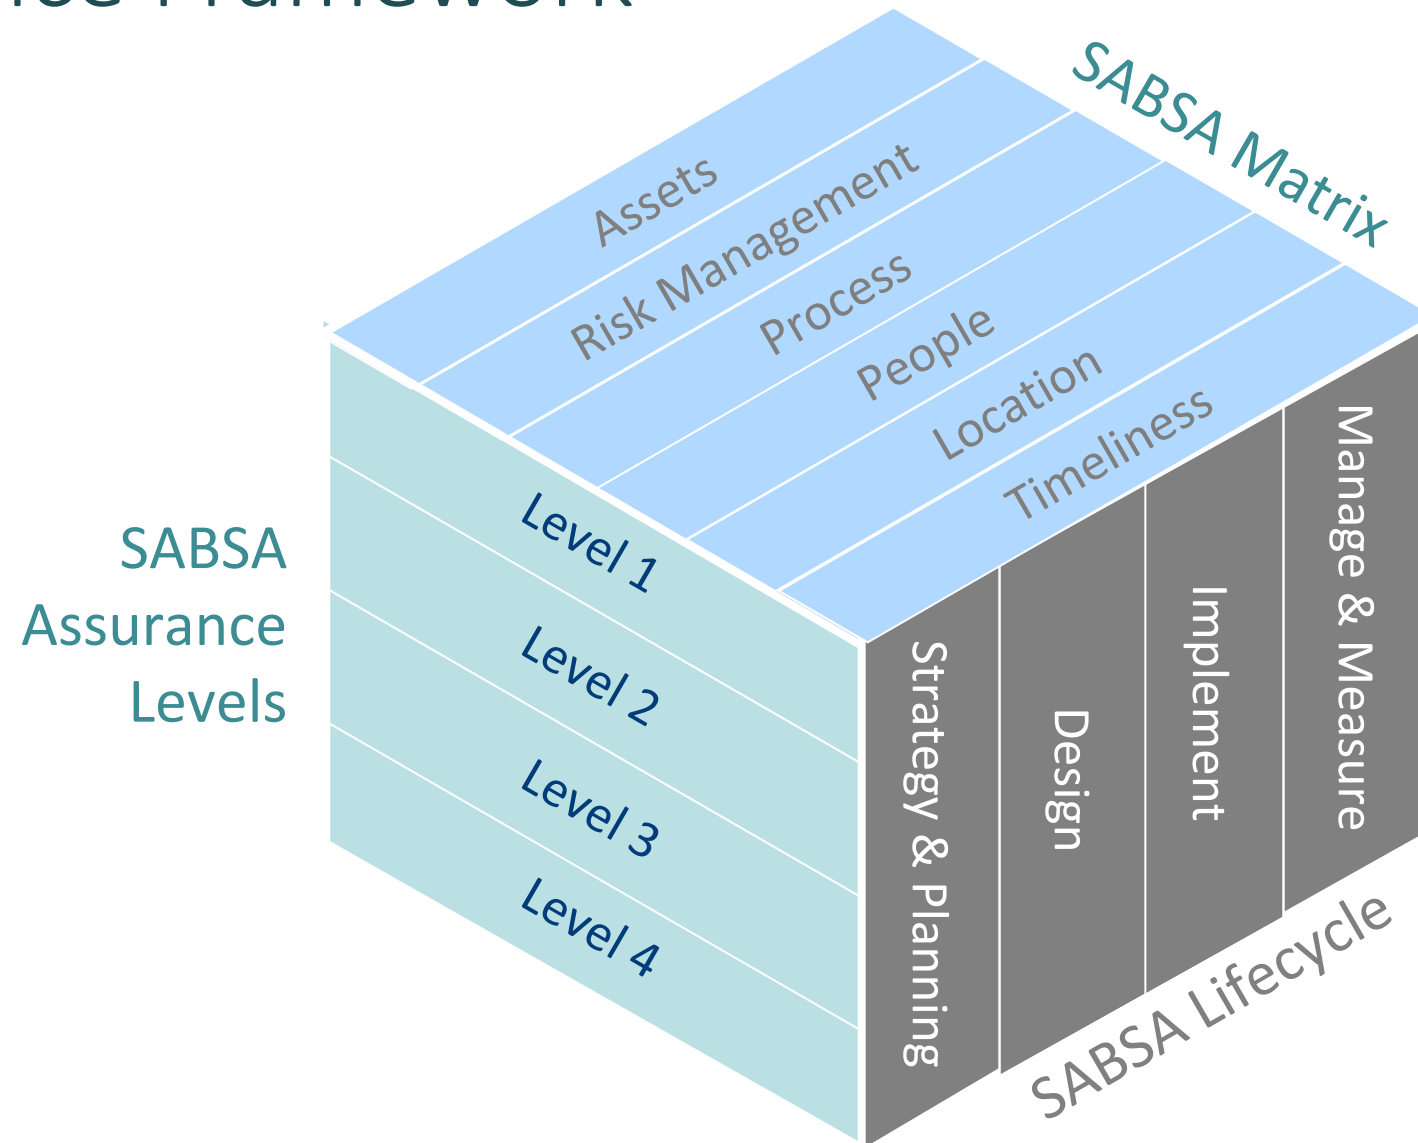 Framework
SABSA Matrix
Assets
Risk Management
Process
People
Location
Timeliness
SABSA
Assurance
Levels
Level 1
Level 2
Level 3
Level 4
Strategy & Planning
Design
Implement
Manage & Measure
SABSA Lifecycle